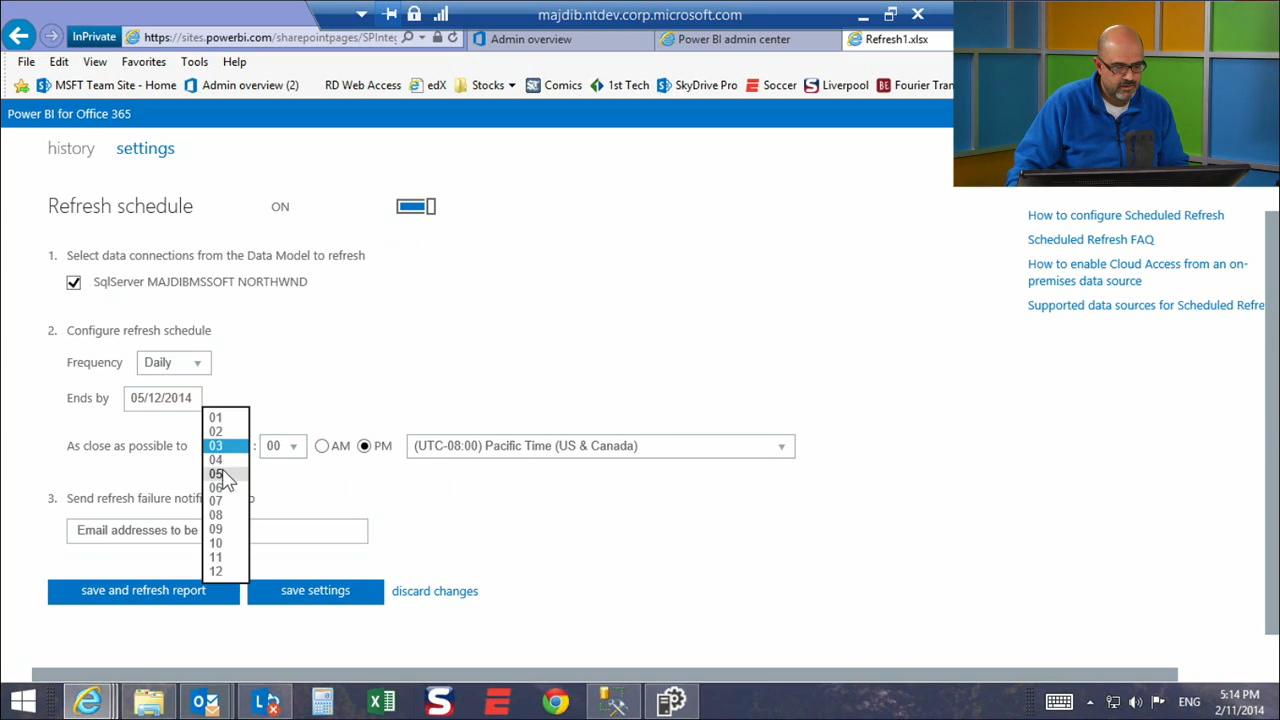 majdib.ntdev.corp.microsoft.com
InPrivate
https://sites.powerbi.com/sharepointpages/SPInteg
Admin overview
Power BI admin center
Refresh1.xlsx
File Edit View Favorites Tools Help
MSFT Team Site - Home
Admin overview (2)
RD Web Access
edX
Stocks
Comics
1st Tech
SkyDrive Pro
Soccer
Liverpool
BE Fourier Tran
Power BI for Office 365
history settings
Refresh schedule ON
How to configure Scheduled Refresh
Scheduled Refresh FAQ
1. Select data connections from the Data Model to refresh
How to enable Cloud Access from an on-
premises data source
SqlServer MAJDIBMSSOFT NORTHWND
Supported data sources for Scheduled Refre
2. Configure refresh schedule
Frequency Daily
Ends by 05/12/2014
01
02
As close as possible to 03 : 00 AM PM (UTC-08:00) Pacific Time (US & Canada)
04
05
06
3. Send refresh failure notifi
07
08
09
Email addresses to be
10
11
12
save and refresh report save settings discard changes
ENG
5:14 PM
2/11/2014